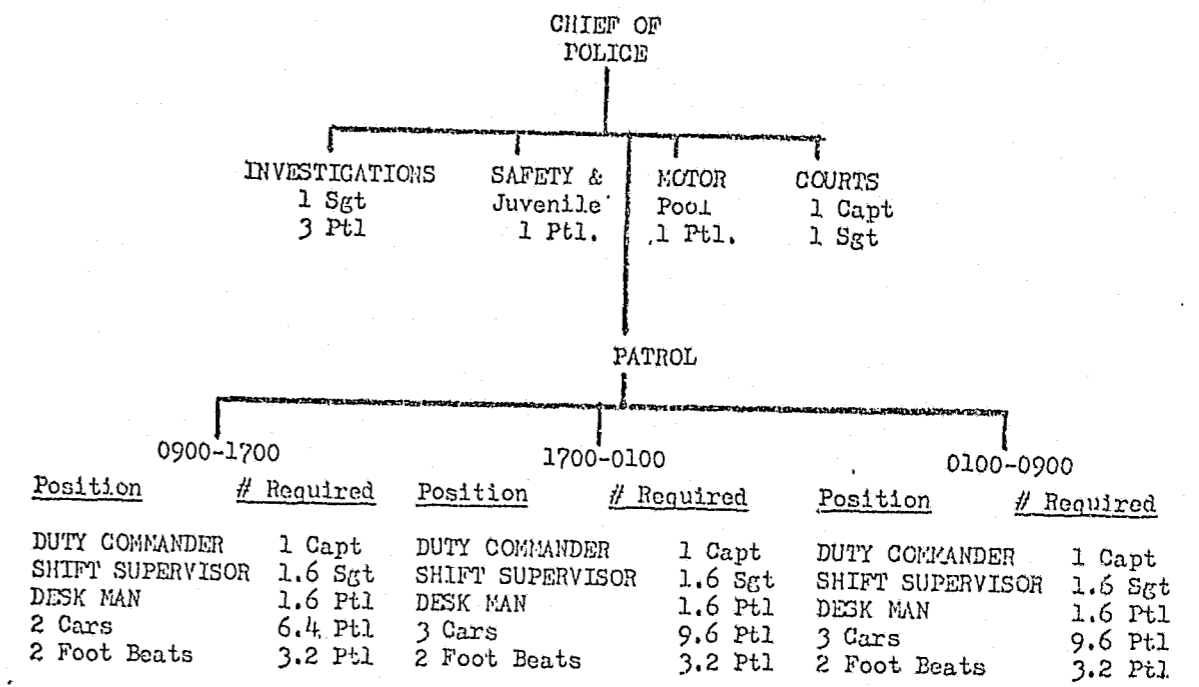 CHIEF OF
POLICE
INVESTIGATIONS
1 Sgt
3 Ptl
SAFETY &
Juvenile
1 Ptl.
MOTOR
Pool
1 Ptl.
COURTS
1 Capt
1 Sgt
PATROL
0900-1700
Position # Required
DUTY COMMANDER 1 Capt
SHIFT SUPERVISOR 1.6 Sgt
DESK MAN 1.6 Ptl
2 Cars 6.4 Ptl
2 Foot Beats 3.2 Ptl
1700-0100
Position # Required
DUTY COMMANDER 1 Capt
SHIFT SUPERVISOR 1.6 Sgt
DESK MAN 1.6 Ptl
3 Cars 9.6 Ptl
2 Foot Beats 3.2 Ptl
0100-0900
Position # Required
DUTY COMMANDER 1 Capt
SHIFT SUPERVISOR 1.6 Sgt
DESK MAN 1.6 Ptl
3 Cars 9.6 Ptl
2 Foot Beats 3.2 Ptl